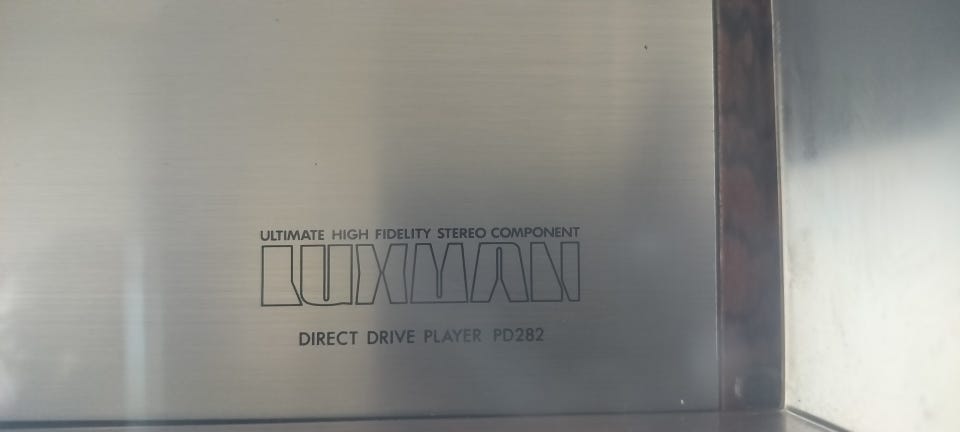 ULTIMATE HIGH FIDELITY STEREO COMPONENT
LUXMAN
DIRECT DRIVE PLAYER PD282